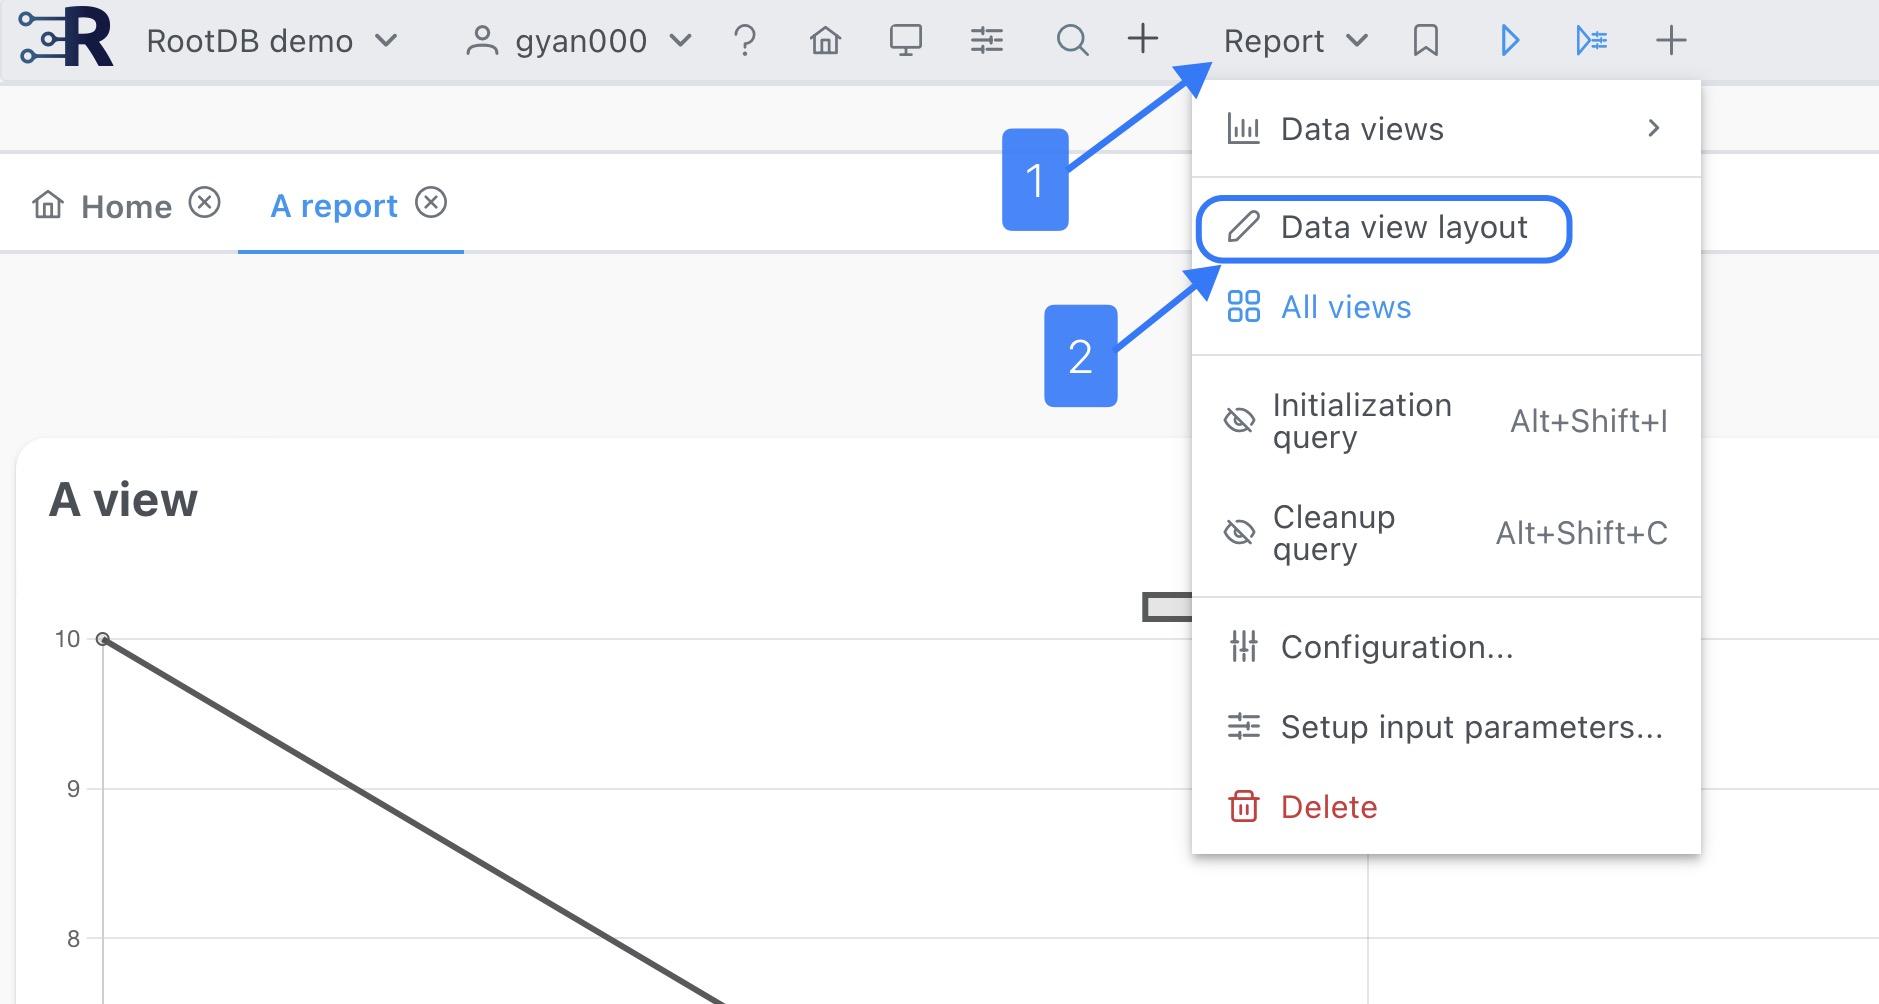 R RootDB demo gyan000 Report
Data views
1
Home A report
Data view layout
2
All views
Initialization
query
Alt+Shift+I
Cleanup
query
Alt+Shift+C
A view
Configuration...
Setup input parameters...
Delete
10
9
8